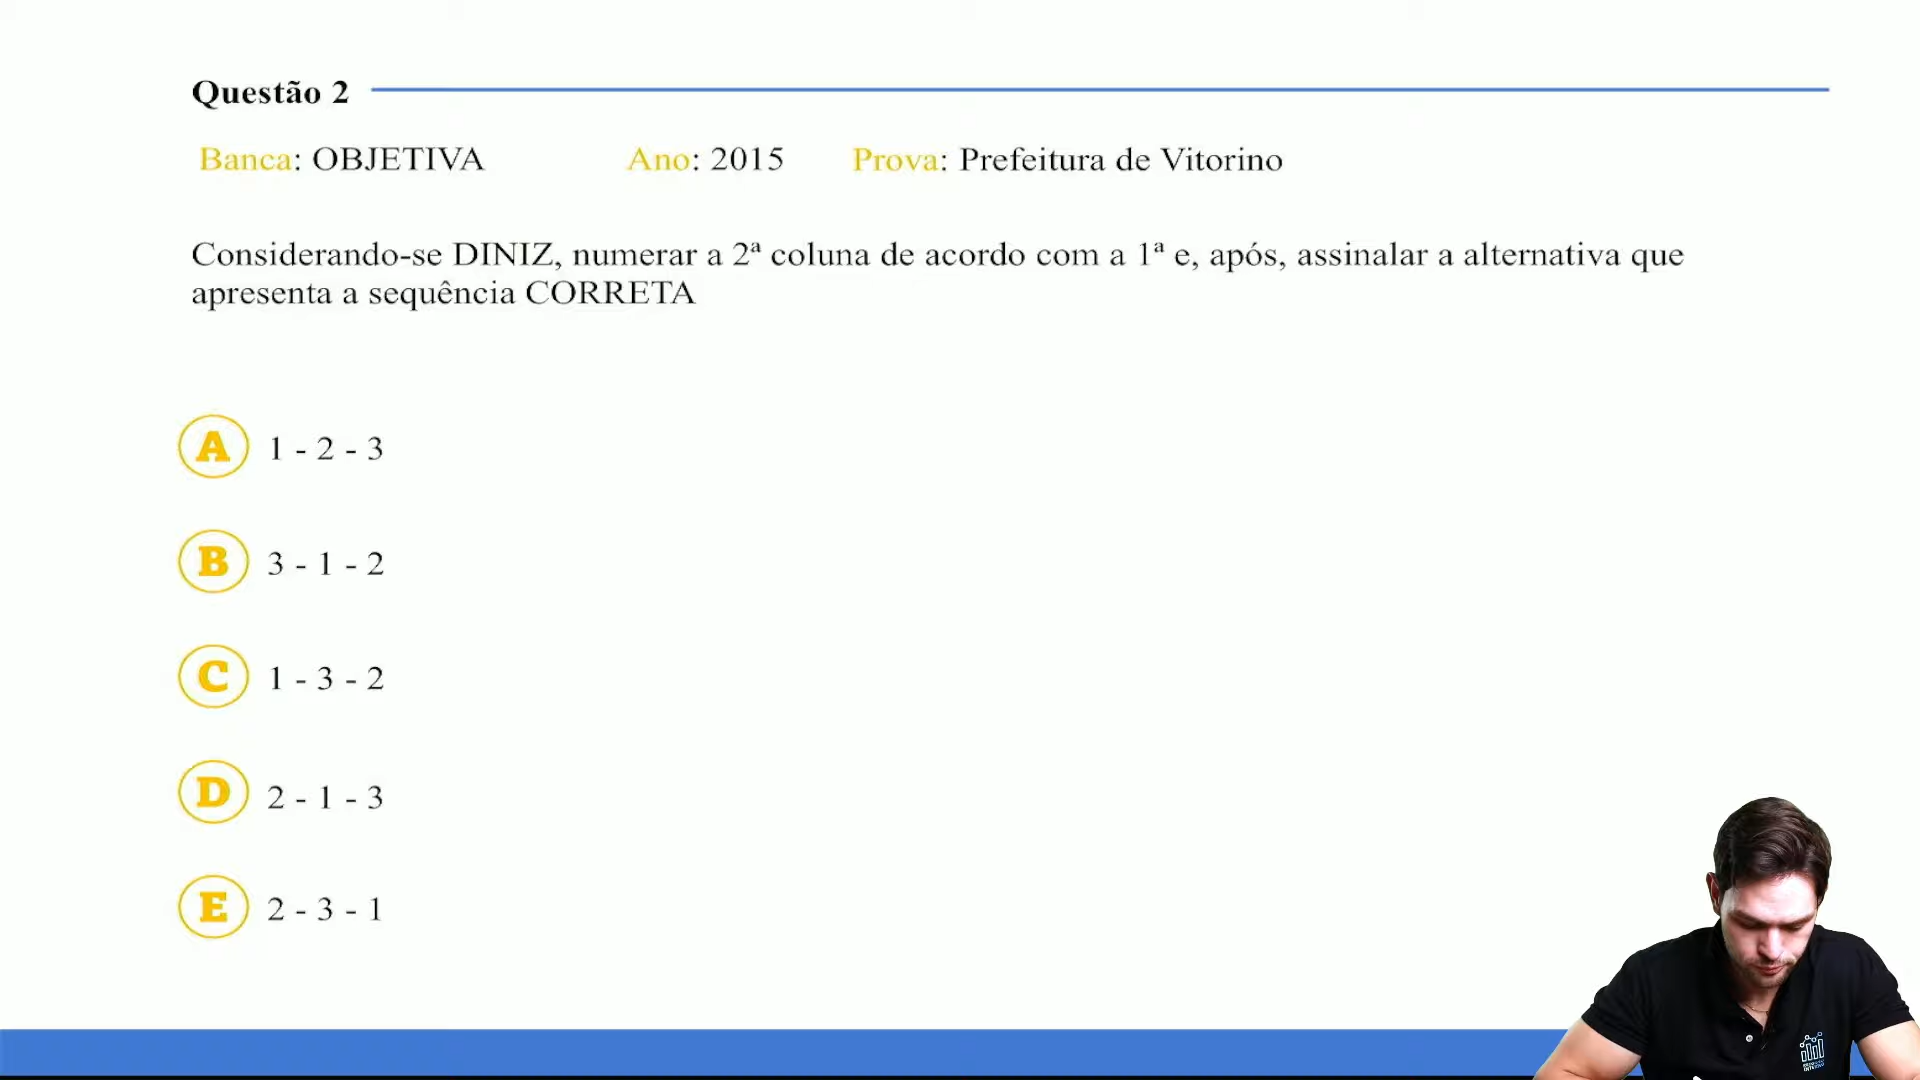 Questão 2
Banca: OBJETIVA Ano: 2015 Prova: Prefeitura de Vitorino
Considerando-se DINIZ, numerar a 2ª coluna de acordo com a 1ª e, após, assinalar a alternativa que
apresenta a sequência CORRETA
A 1 - 2 - 3
B 3 - 1 - 2
C 1 - 3 - 2
D 2 - 1 - 3
E 2 - 3 - 1